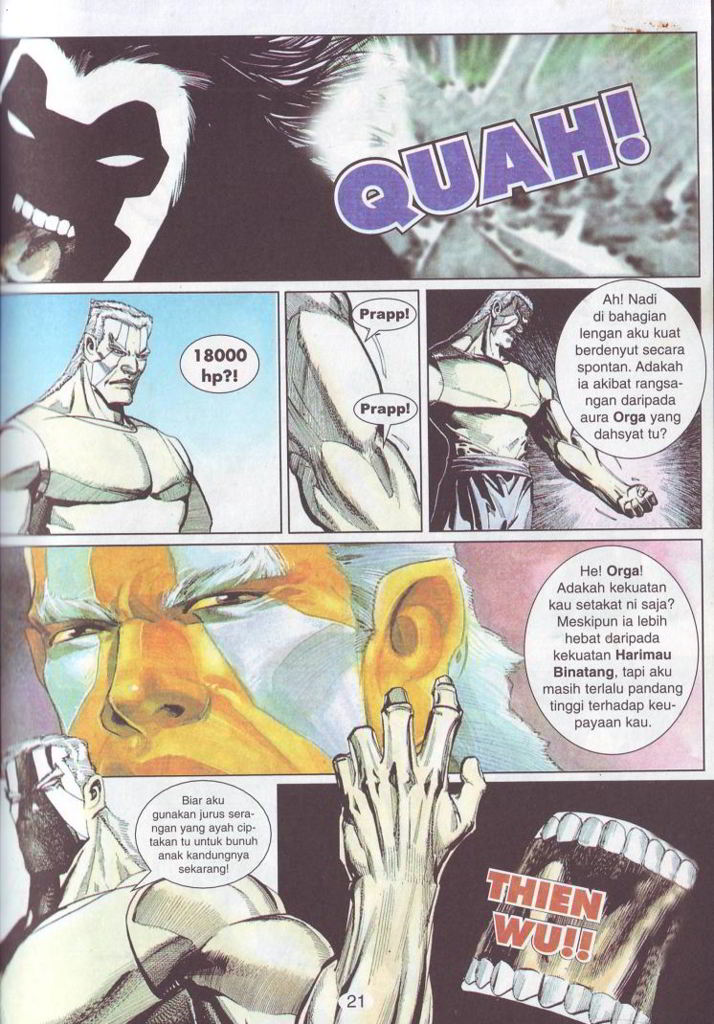 QUAH!
18000
hp?!
Prapp!
Prapp!
Ah! Nadi
di bahagian
lengan aku kuat
berdenyut secara
spontan. Adakah
ia akibat rangsa-
ngan daripada
aura Orga yang
dahsyat tu?
He! Orga!
Adakah kekuatan
kau setakat ni saja?
Meskipun ia lebih
hebat daripada
kekuatan Harimau
Binatang, tapi aku
masih terlalu pandang
tinggi terhadap keu-
payaan kau.
Biar aku
gunakan jurus sera-
ngan yang ayah cip-
takan tu untuk bunuh
anak kandungnya
sekarang!
THIEN
WU!!
21